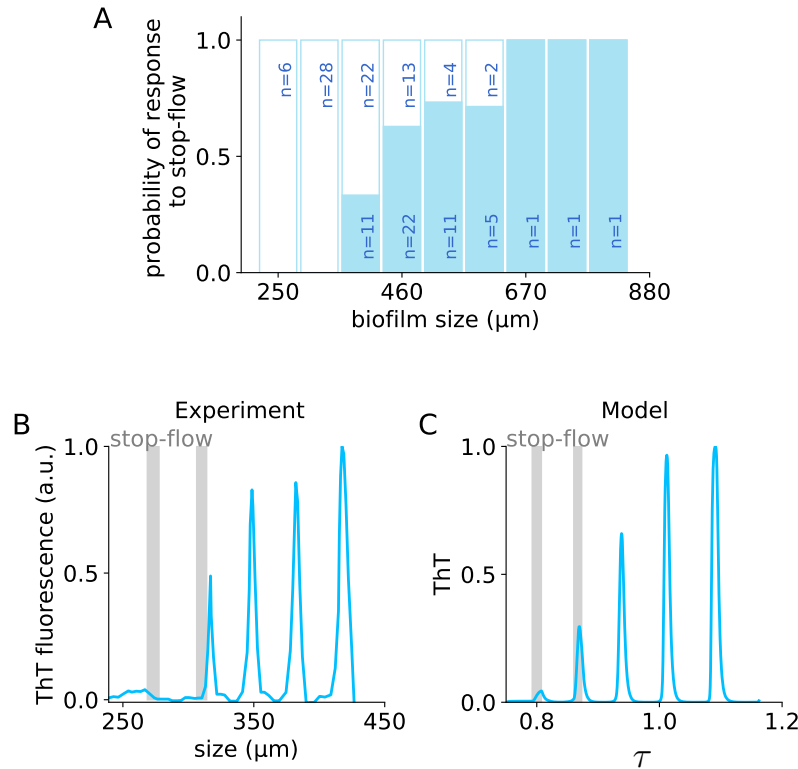 A
probability of response
to stop-flow
1.0
0.5
0.0
n=6
n=28
n=22
n=13
n=4
n=2
n=11
n=22
n=11
n=5
n=1
n=1
n=1
250
460
670
880
biofilm size (μm)
B
Experiment
stop-flow
ThT fluorescence (a.u.)
1.0
0.5
0.0
250
350
450
size (μm)
C
Model
stop-flow
ThT
1.0
0.5
0.0
0.8
1.0
1.2
τ